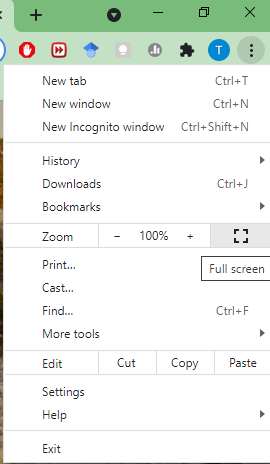 T
New tab Ctrl+T
New window Ctrl+N
New Incognito window Ctrl+Shift+N
History
Downloads Ctrl+J
Bookmarks
Zoom − 100% +
Print...
Full screen
Cast...
Find... Ctrl+F
More tools
Edit Cut Copy Paste
Settings
Help
Exit